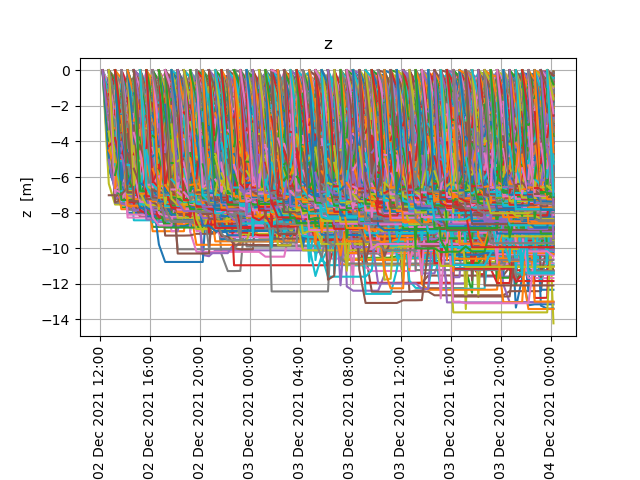 z
0
−2
−4
−6
−8
−10
−12
−14
z [m]
02 Dec 2021 12:00
02 Dec 2021 16:00
02 Dec 2021 20:00
03 Dec 2021 00:00
03 Dec 2021 04:00
03 Dec 2021 08:00
03 Dec 2021 12:00
03 Dec 2021 16:00
03 Dec 2021 20:00
04 Dec 2021 00:00